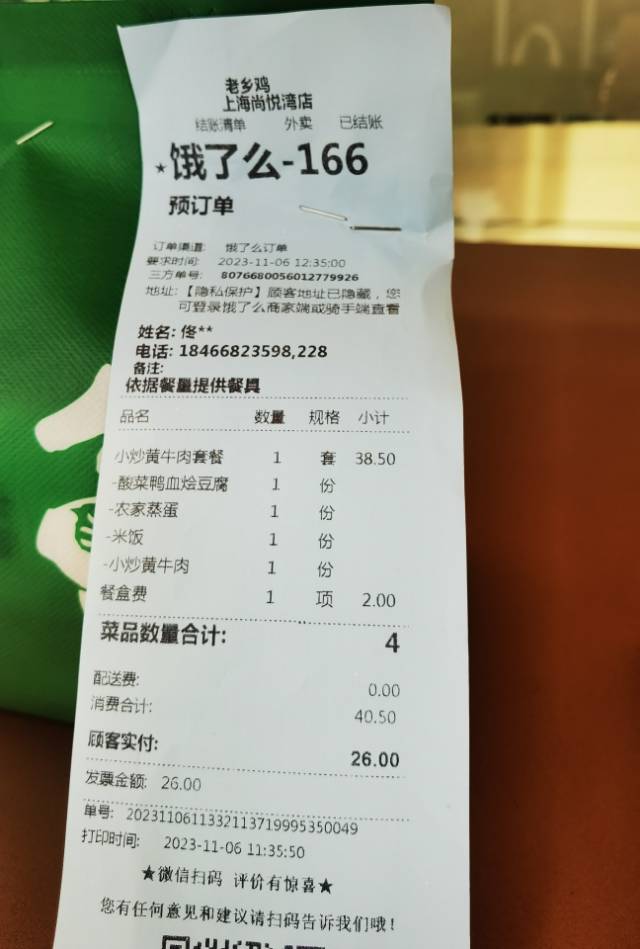 老乡鸡
上海尚悦湾店
结账清单 外卖 已结账
★饿了么-166
预订单
订单渠道: 饿了么订单
要求时间: 2023-11-06 12:35:00
三方单号: 8076680056012779926
地址:【隐私保护】顾客地址已隐藏，您
可登录饿了么商家端或骑手端查看
姓名: 佟**
电话: 18466823598,228
备注:
依据餐量提供餐具
品名 数量 规格 小计
小炒黄牛肉套餐 1 套 38.50
-酸菜鸭血烩豆腐 1 份
-农家蒸蛋 1 份
-米饭 1 份
-小炒黄牛肉 1 份
餐盒费 1 项 2.00
菜品数量合计: 4
配送费: 0.00
消费合计: 40.50
顾客实付: 26.00
发票金额: 26.00
单号: 2023110611332113719995350049
打印时间: 2023-11-06 11:35:50
★微信扫码 评价有惊喜★
您有任何意见和建议请扫码告诉我们哦！